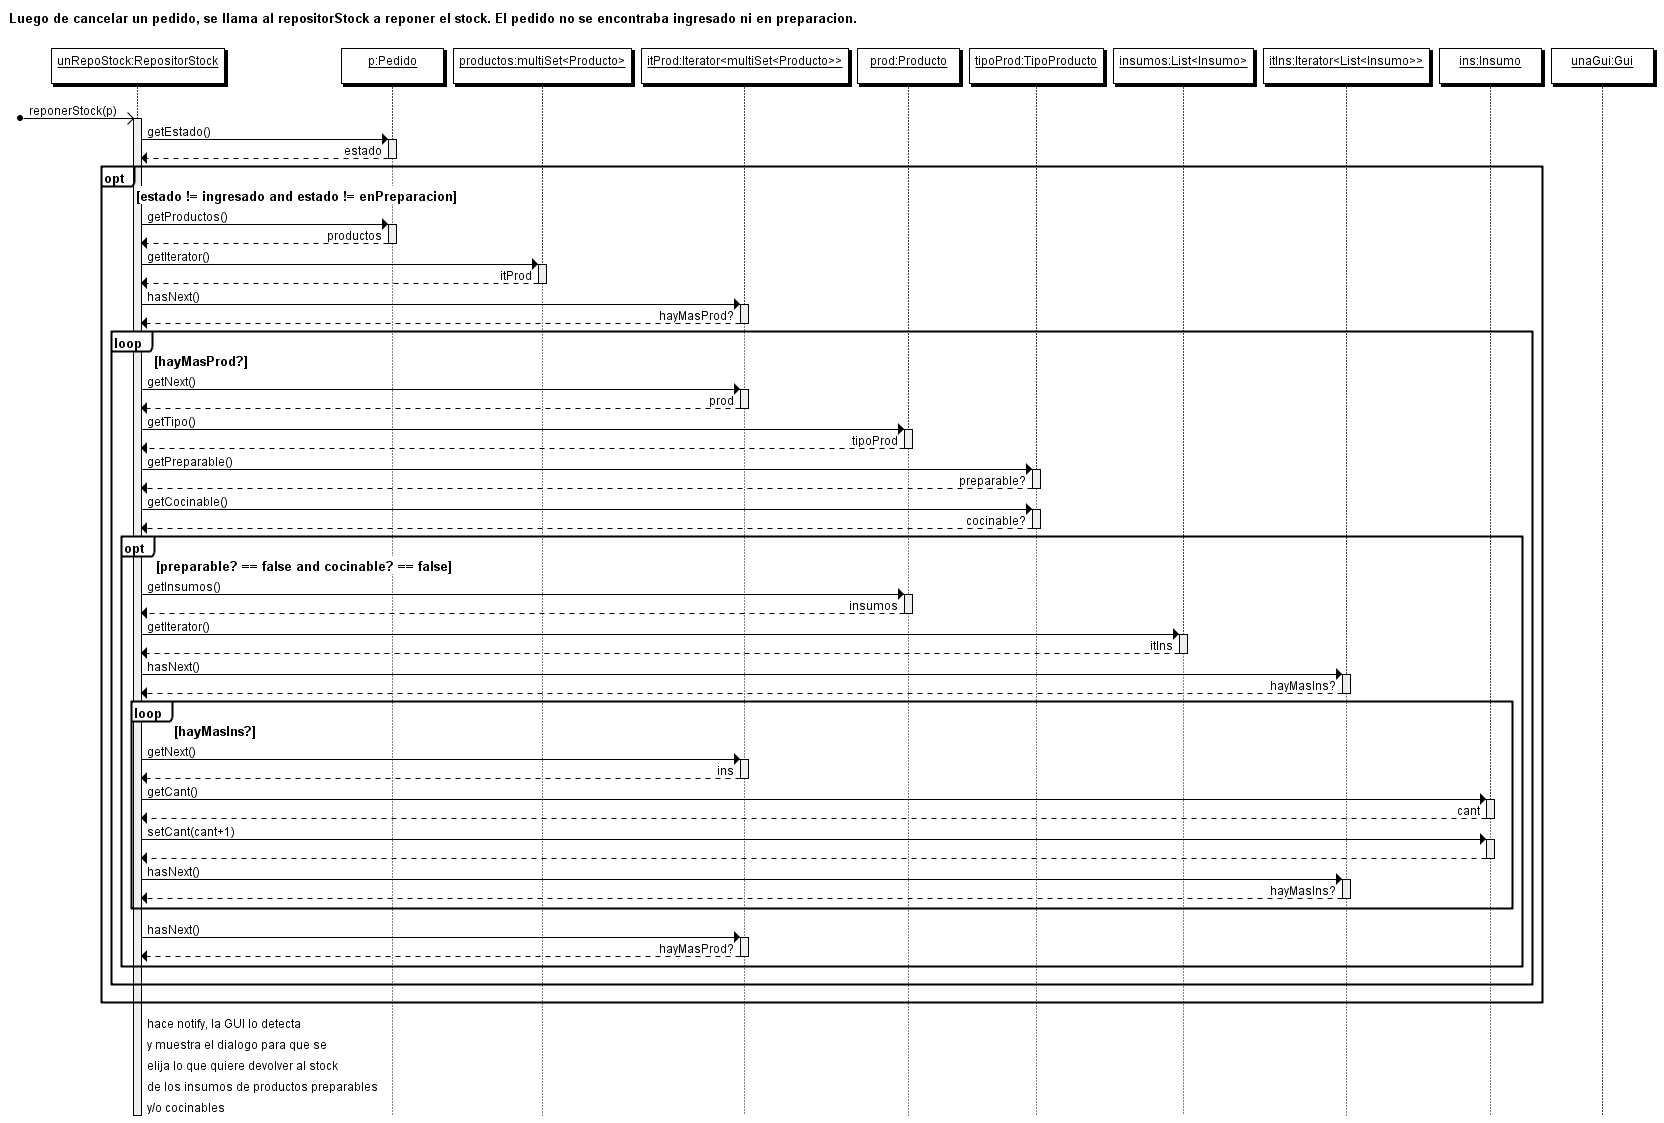 Luego de cancelar un pedido, se llama al repositorStock a reponer el stock. El pedido no se encontraba ingresado ni en preparacion.
unRepoStock:RepositorStock
p:Pedido
productos:multiSet<Producto>
itProd:Iterator<multiSet<Producto>>
prod:Producto
tipoProd:TipoProducto
insumos:List<Insumo>
itIns:Iterator<List<Insumo>>
ins:Insumo
unaGui:Gui
reponerStock(p)
getEstado()
estado
opt
[estado != ingresado and estado != enPreparacion]
getProductos()
productos
getIterator()
itProd
hasNext()
hayMasProd?
loop
[hayMasProd?]
getNext()
prod
getTipo()
tipoProd
getPreparable()
preparable?
getCocinable()
cocinable?
opt
[preparable? == false and cocinable? == false]
getInsumos()
insumos
getIterator()
itIns
hasNext()
hayMasIns?
loop
[hayMasIns?]
getNext()
ins
getCant()
cant
setCant(cant+1)
hasNext()
hayMasIns?
hasNext()
hayMasProd?
hace notify, la GUI lo detecta
y muestra el dialogo para que se
elija lo que quiere devolver al stock
de los insumos de productos preparables
y/o cocinables